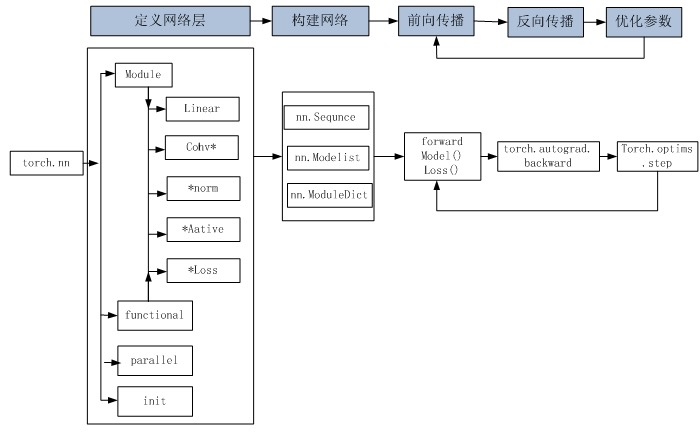 定义网络层
构建网络
前向传播
反向传播
优化参数
torch.nn
Module
Linear
Cohv*
*norm
*Aative
*Loss
functional
parallel
init
nn.Sequnce
nn.Modelist
nn.ModuleDict
forward
Model()
Loss()
torch.autograd.
backward
Torch.optims
.step